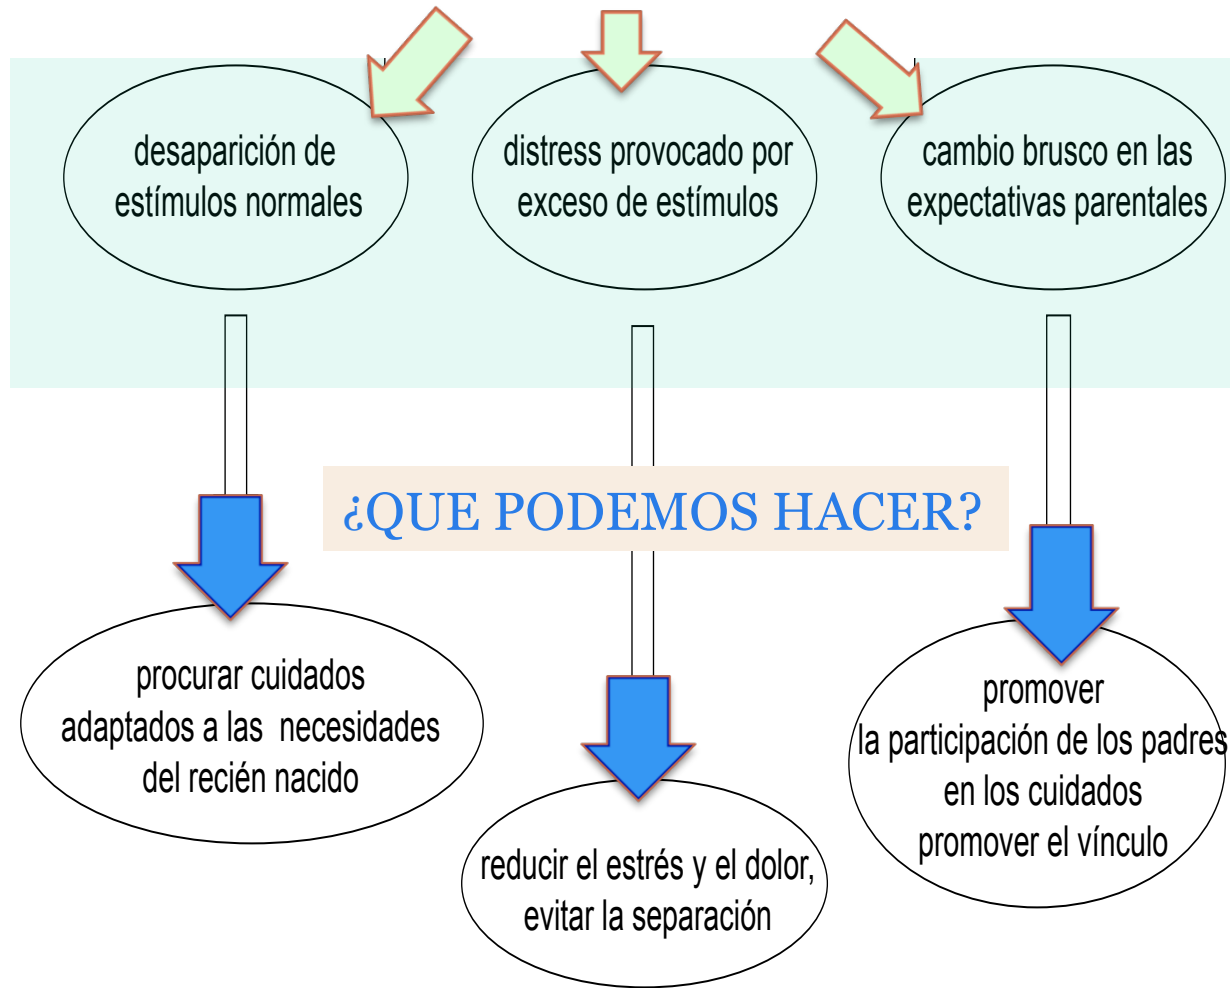 desaparición de
estímulos normales
distress provocado por
exceso de estímulos
cambio brusco en las
expectativas parentales
¿QUE PODEMOS HACER?
procurar cuidados
adaptados a las necesidades
del recién nacido
reducir el estrés y el dolor,
evitar la separación
promover
la participación de los padres
en los cuidados
promover el vínculo